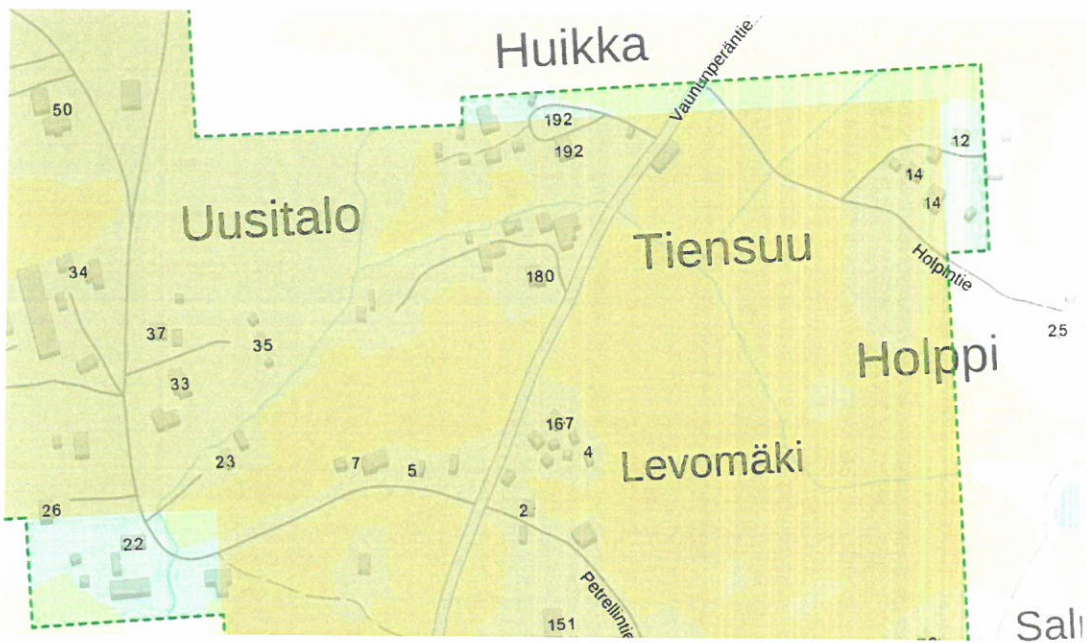 Huikka
Vaununperäntie
50
192
192
12
14
14
Uusitalo
Tiensuu
34
180
Holpintie
25
37
35
Holppi
33
167
4
Levomäki
23
7
5
26
2
22
Petrellintie
151
Sali